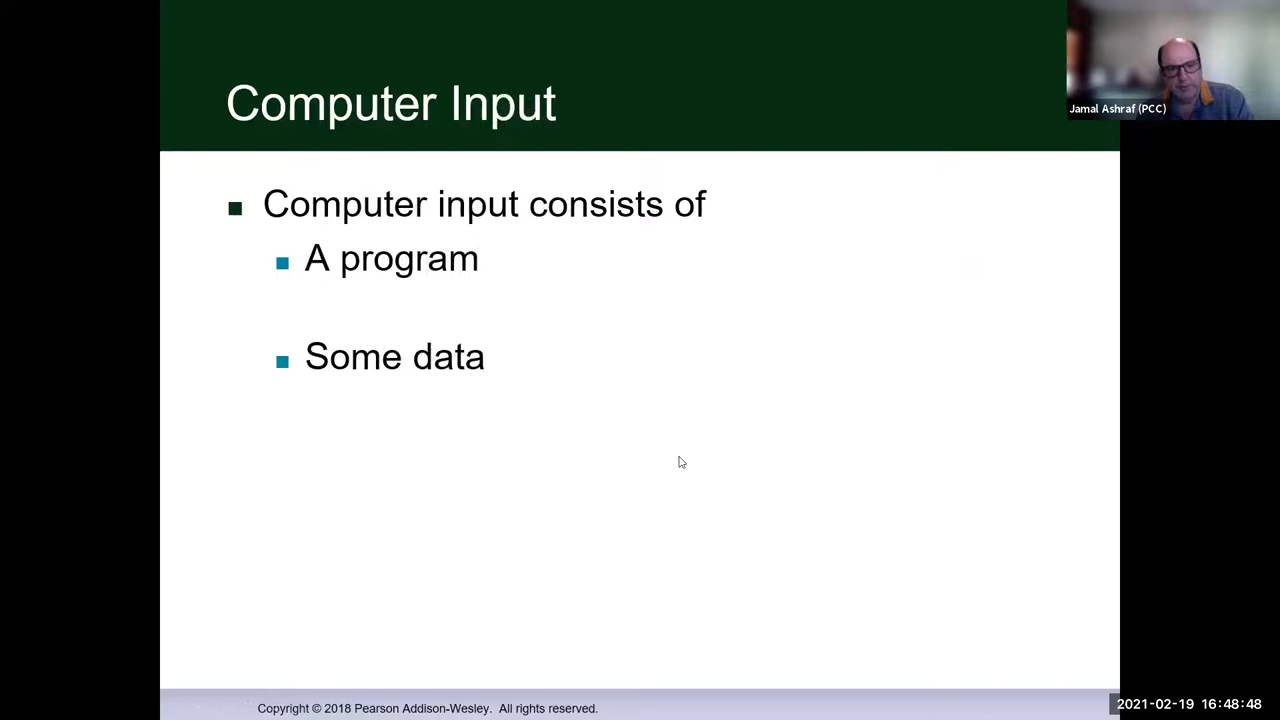 Computer Input
Jamal Ashraf (PCC)
Computer input consists of
A program
Some data
Copyright © 2018 Pearson Addison-Wesley. All rights reserved.
2021-02-19 16:48:48